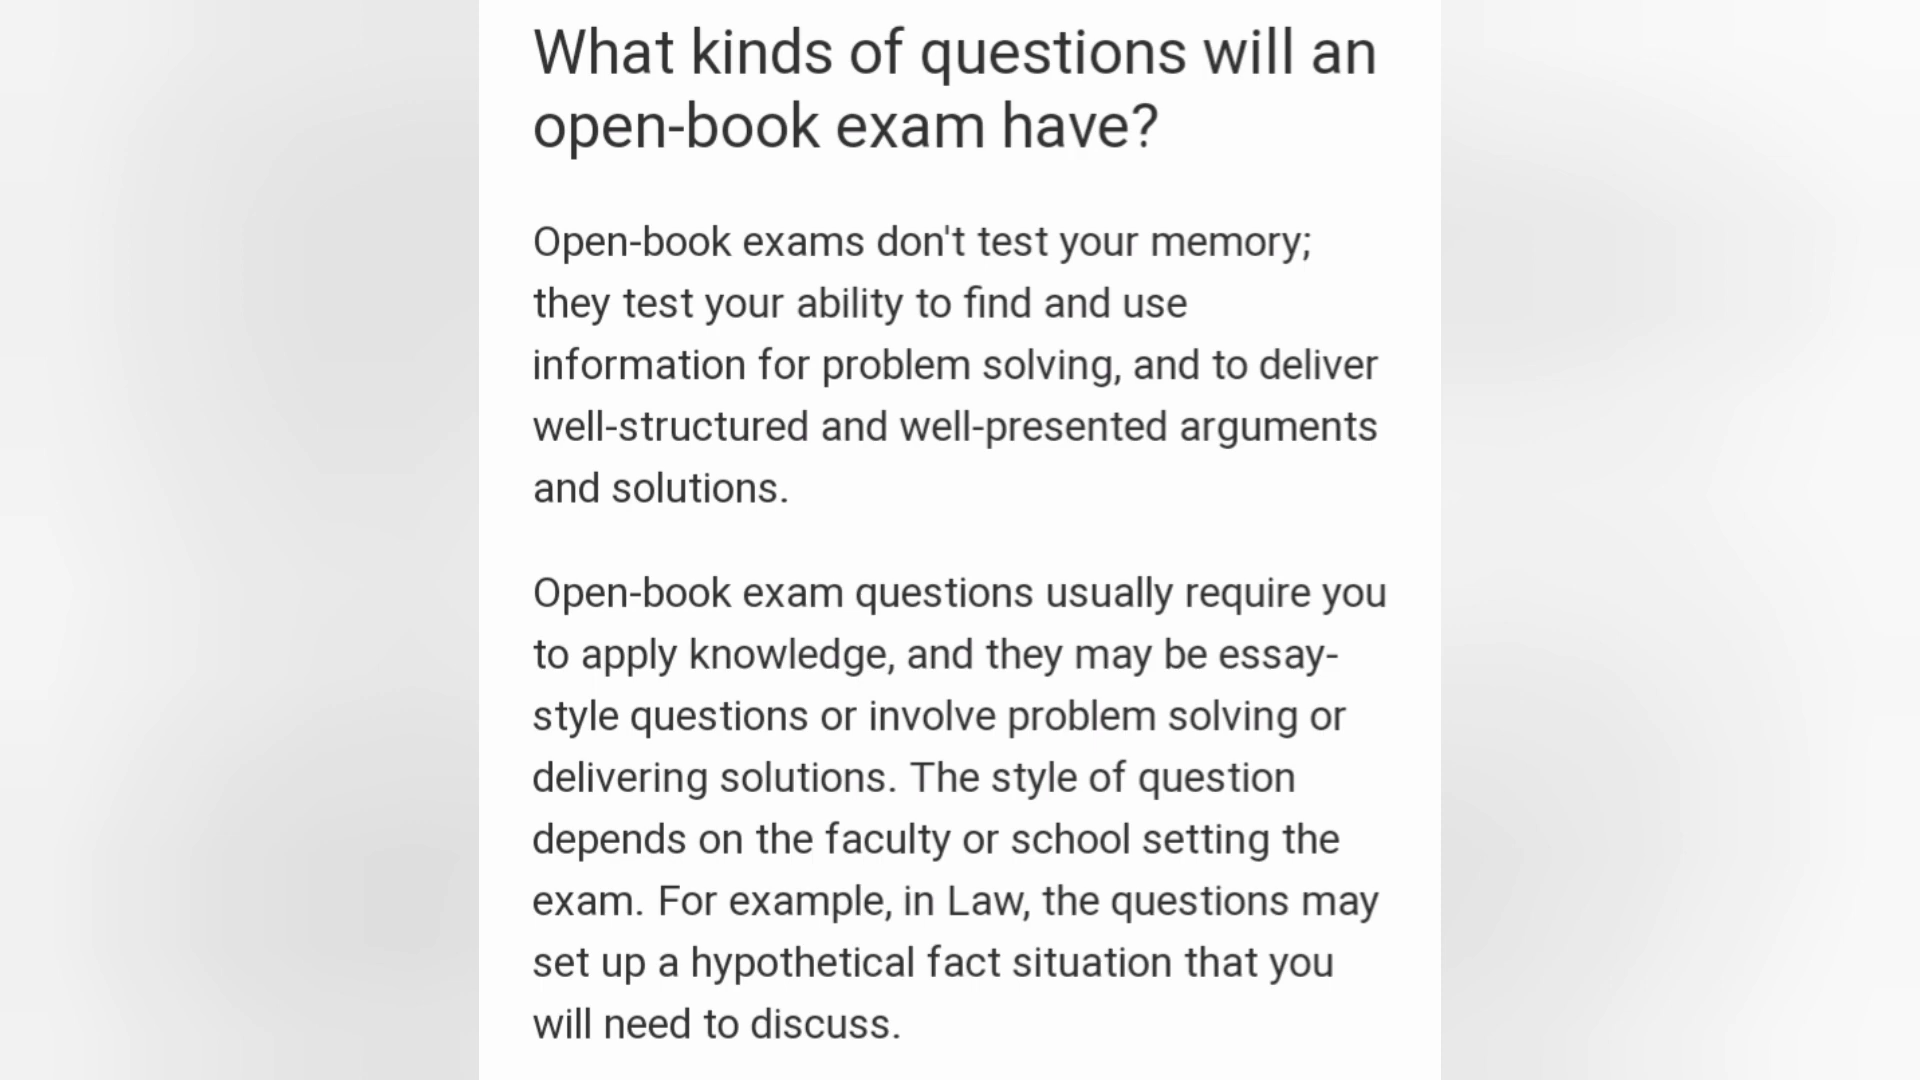 What kinds of questions will an
open-book exam have?
Open-book exams don't test your memory;
they test your ability to find and use
information for problem solving, and to deliver
well-structured and well-presented arguments
and solutions.
Open-book exam questions usually require you
to apply knowledge, and they may be essay-
style questions or involve problem solving or
delivering solutions. The style of question
depends on the faculty or school setting the
exam. For example, in Law, the questions may
set up a hypothetical fact situation that you
will need to discuss.